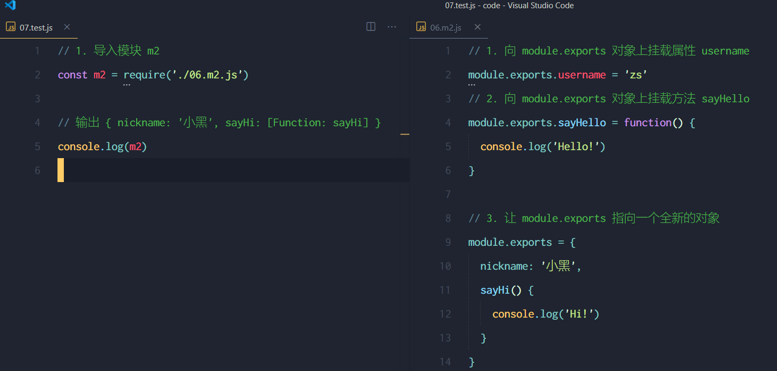 07.test.js - code - Visual Studio Code
JS 07.test.js ×
1 // 1. 导入模块 m2
2 const m2 = require('./06.m2.js')
3
4 // 输出 { nickname: '小黑', sayHi: [Function: sayHi] }
5 console.log(m2)
6
JS 06.m2.js ×
1 // 1. 向 module.exports 对象上挂载属性 username
2 module.exports.username = 'zs'
3 // 2. 向 module.exports 对象上挂载方法 sayHello
4 module.exports.sayHello = function() {
5 console.log('Hello!')
6 }
7
8 // 3. 让 module.exports 指向一个全新的对象
9 module.exports = {
10 nickname: '小黑',
11 sayHi() {
12 console.log('Hi!')
13 }
14 }